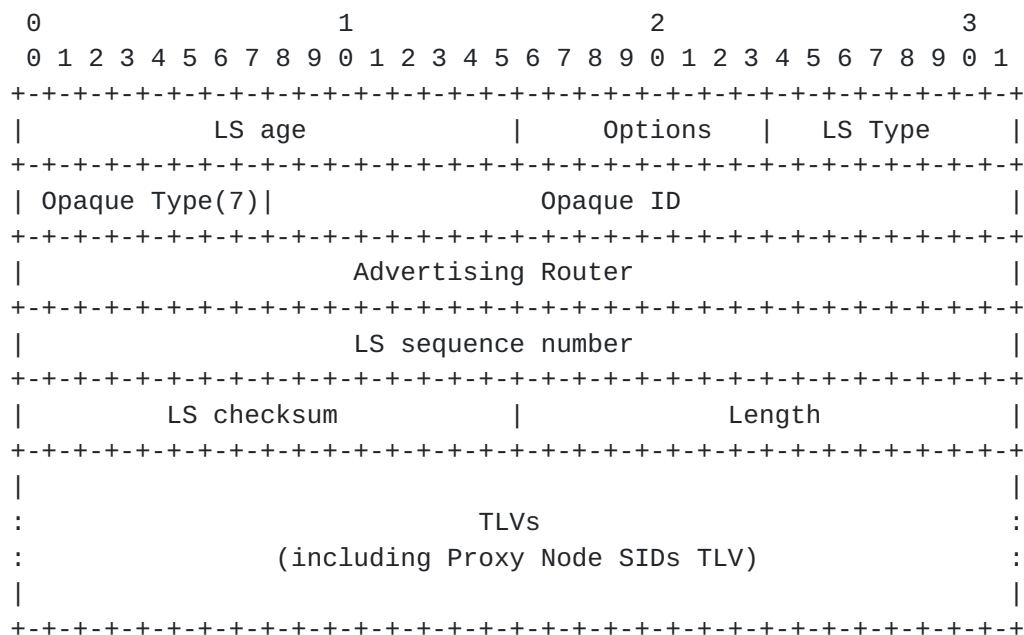 0                   1                   2                   3
 0 1 2 3 4 5 6 7 8 9 0 1 2 3 4 5 6 7 8 9 0 1 2 3 4 5 6 7 8 9 0 1
+-+-+-+-+-+-+-+-+-+-+-+-+-+-+-+-+-+-+-+-+-+-+-+-+-+-+-+-+-+-+-+-+
|            LS age             |     Options   |   LS Type     |
+-+-+-+-+-+-+-+-+-+-+-+-+-+-+-+-+-+-+-+-+-+-+-+-+-+-+-+-+-+-+-+-+
| Opaque Type(7)|                 Opaque ID                     |
+-+-+-+-+-+-+-+-+-+-+-+-+-+-+-+-+-+-+-+-+-+-+-+-+-+-+-+-+-+-+-+-+
|                     Advertising Router                        |
+-+-+-+-+-+-+-+-+-+-+-+-+-+-+-+-+-+-+-+-+-+-+-+-+-+-+-+-+-+-+-+-+
|                     LS sequence number                        |
+-+-+-+-+-+-+-+-+-+-+-+-+-+-+-+-+-+-+-+-+-+-+-+-+-+-+-+-+-+-+-+-+
|         LS checksum           |             Length            |
+-+-+-+-+-+-+-+-+-+-+-+-+-+-+-+-+-+-+-+-+-+-+-+-+-+-+-+-+-+-+-+-+
|                                                               |
:                             TLVs                              :
:                (including Proxy Node SIDs TLV)                :
|                                                               |
+-+-+-+-+-+-+-+-+-+-+-+-+-+-+-+-+-+-+-+-+-+-+-+-+-+-+-+-+-+-+-+-+